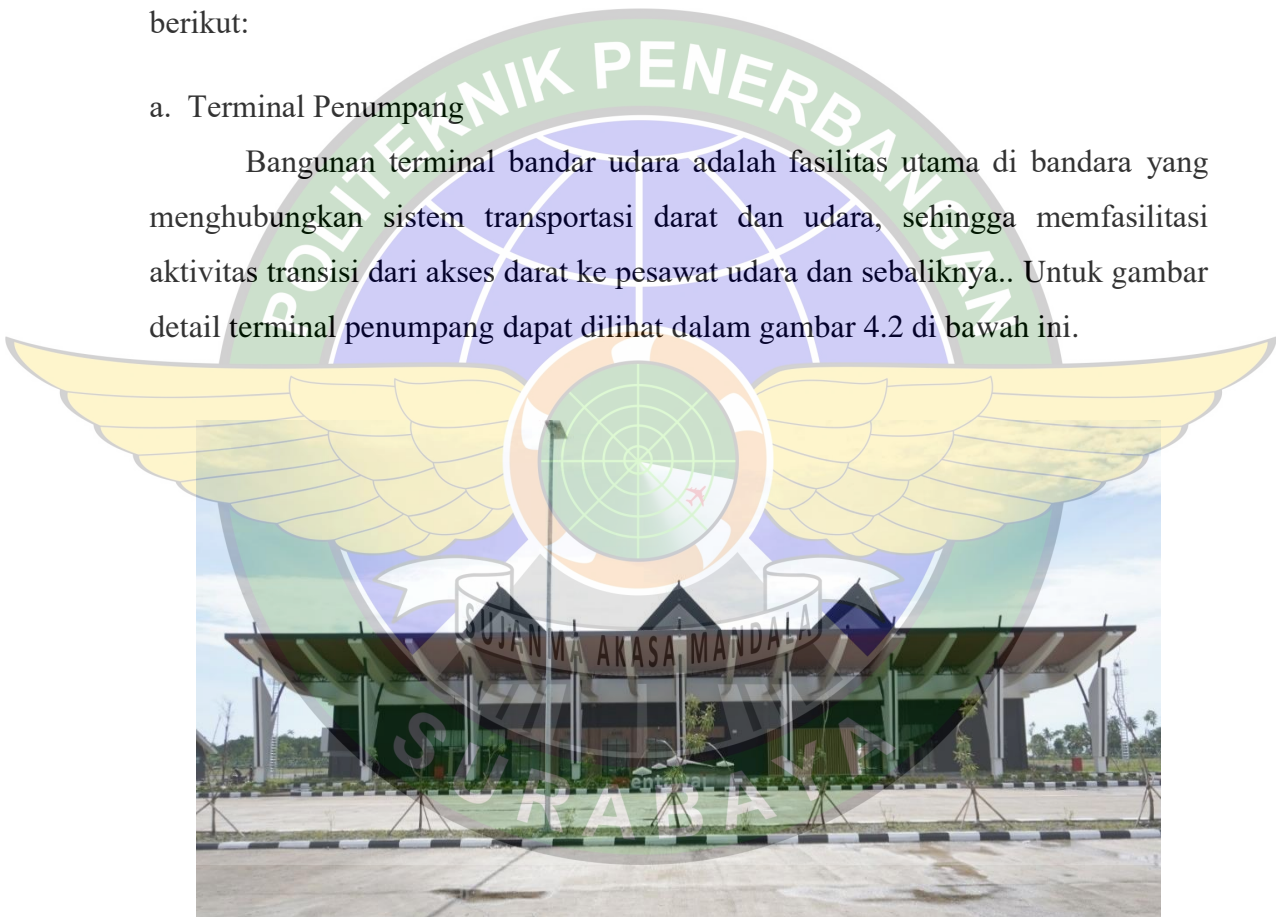 berikut:
a. Terminal Penumpang
Bangunan terminal bandar udara adalah fasilitas utama di bandara yang
menghubungkan sistem transportasi darat dan udara, sehingga memfasilitasi
aktivitas transisi dari akses darat ke pesawat udara dan sebaliknya.. Untuk gambar
detail terminal penumpang dapat dilihat dalam gambar 4.2 di bawah ini.
POLITEKNIK PENERBANGAN
SUJANMA AKASA MANDALA
SURABAYA